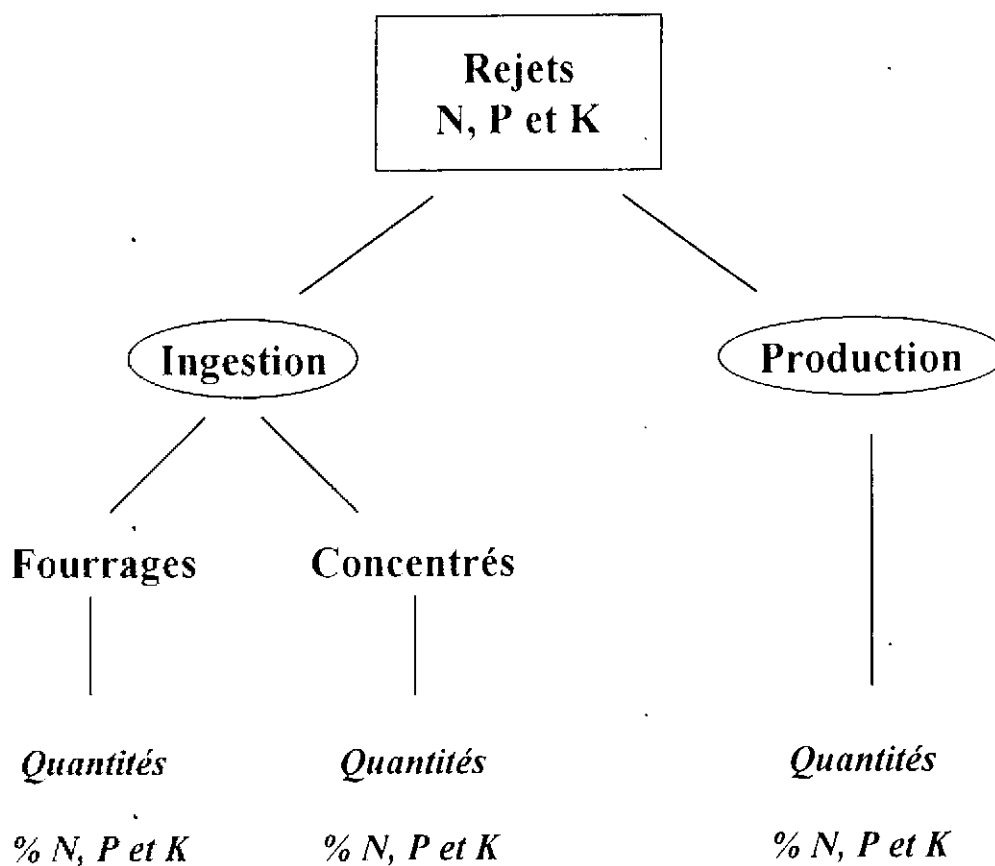 Rejets
N, P et K
Ingestion
Production
Fourrages
Concentrés
Quantités
Quantités
Quantités
% N, P et K
% N, P et K
% N, P et K